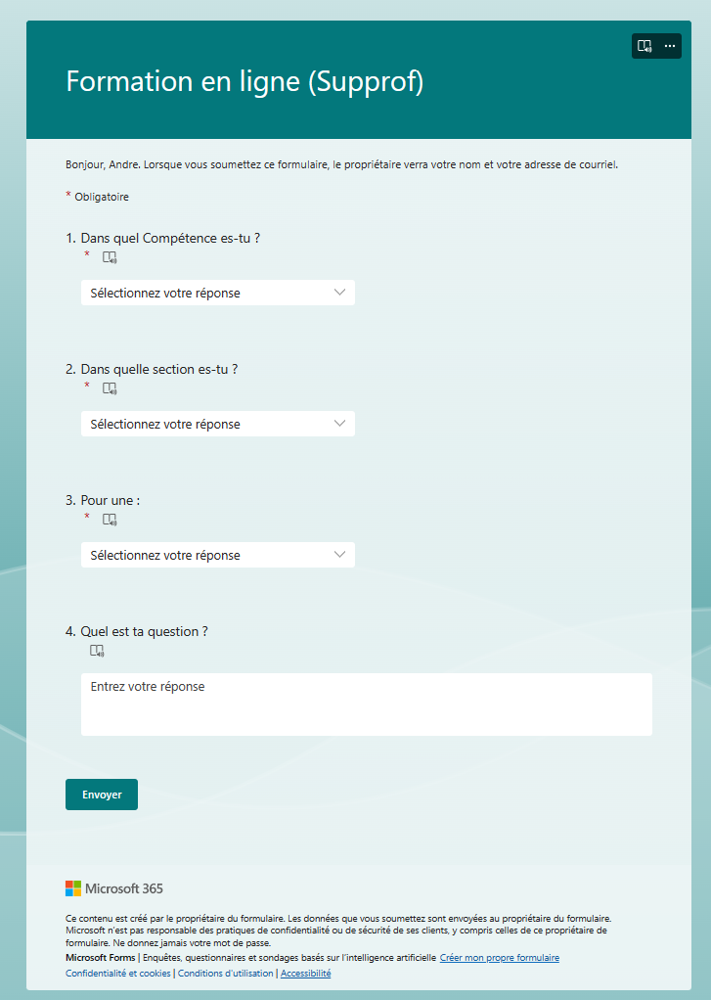 Formation en ligne (Supprof)
Bonjour, Andre. Lorsque vous soumettez ce formulaire, le propriétaire verra votre nom et votre adresse de courriel.
* Obligatoire
1. Dans quel Compétence es-tu ?
*
Sélectionnez votre réponse
2. Dans quelle section es-tu ?
*
Sélectionnez votre réponse
3. Pour une :
*
Sélectionnez votre réponse
4. Quel est ta question ?
Entrez votre réponse
Envoyer
Microsoft 365
Ce contenu est créé par le propriétaire du formulaire. Les données que vous soumettez sont envoyées au propriétaire du formulaire.
Microsoft n'est pas responsable des pratiques de confidentialité ou de sécurité de ses clients, y compris celles de ce propriétaire de
formulaire. Ne donnez jamais votre mot de passe.
Microsoft Forms | Enquêtes, questionnaires et sondages basés sur l'intelligence artificielle Créer mon propre formulaire
Confidentialité et cookies | Conditions d'utilisation | Accessibilité